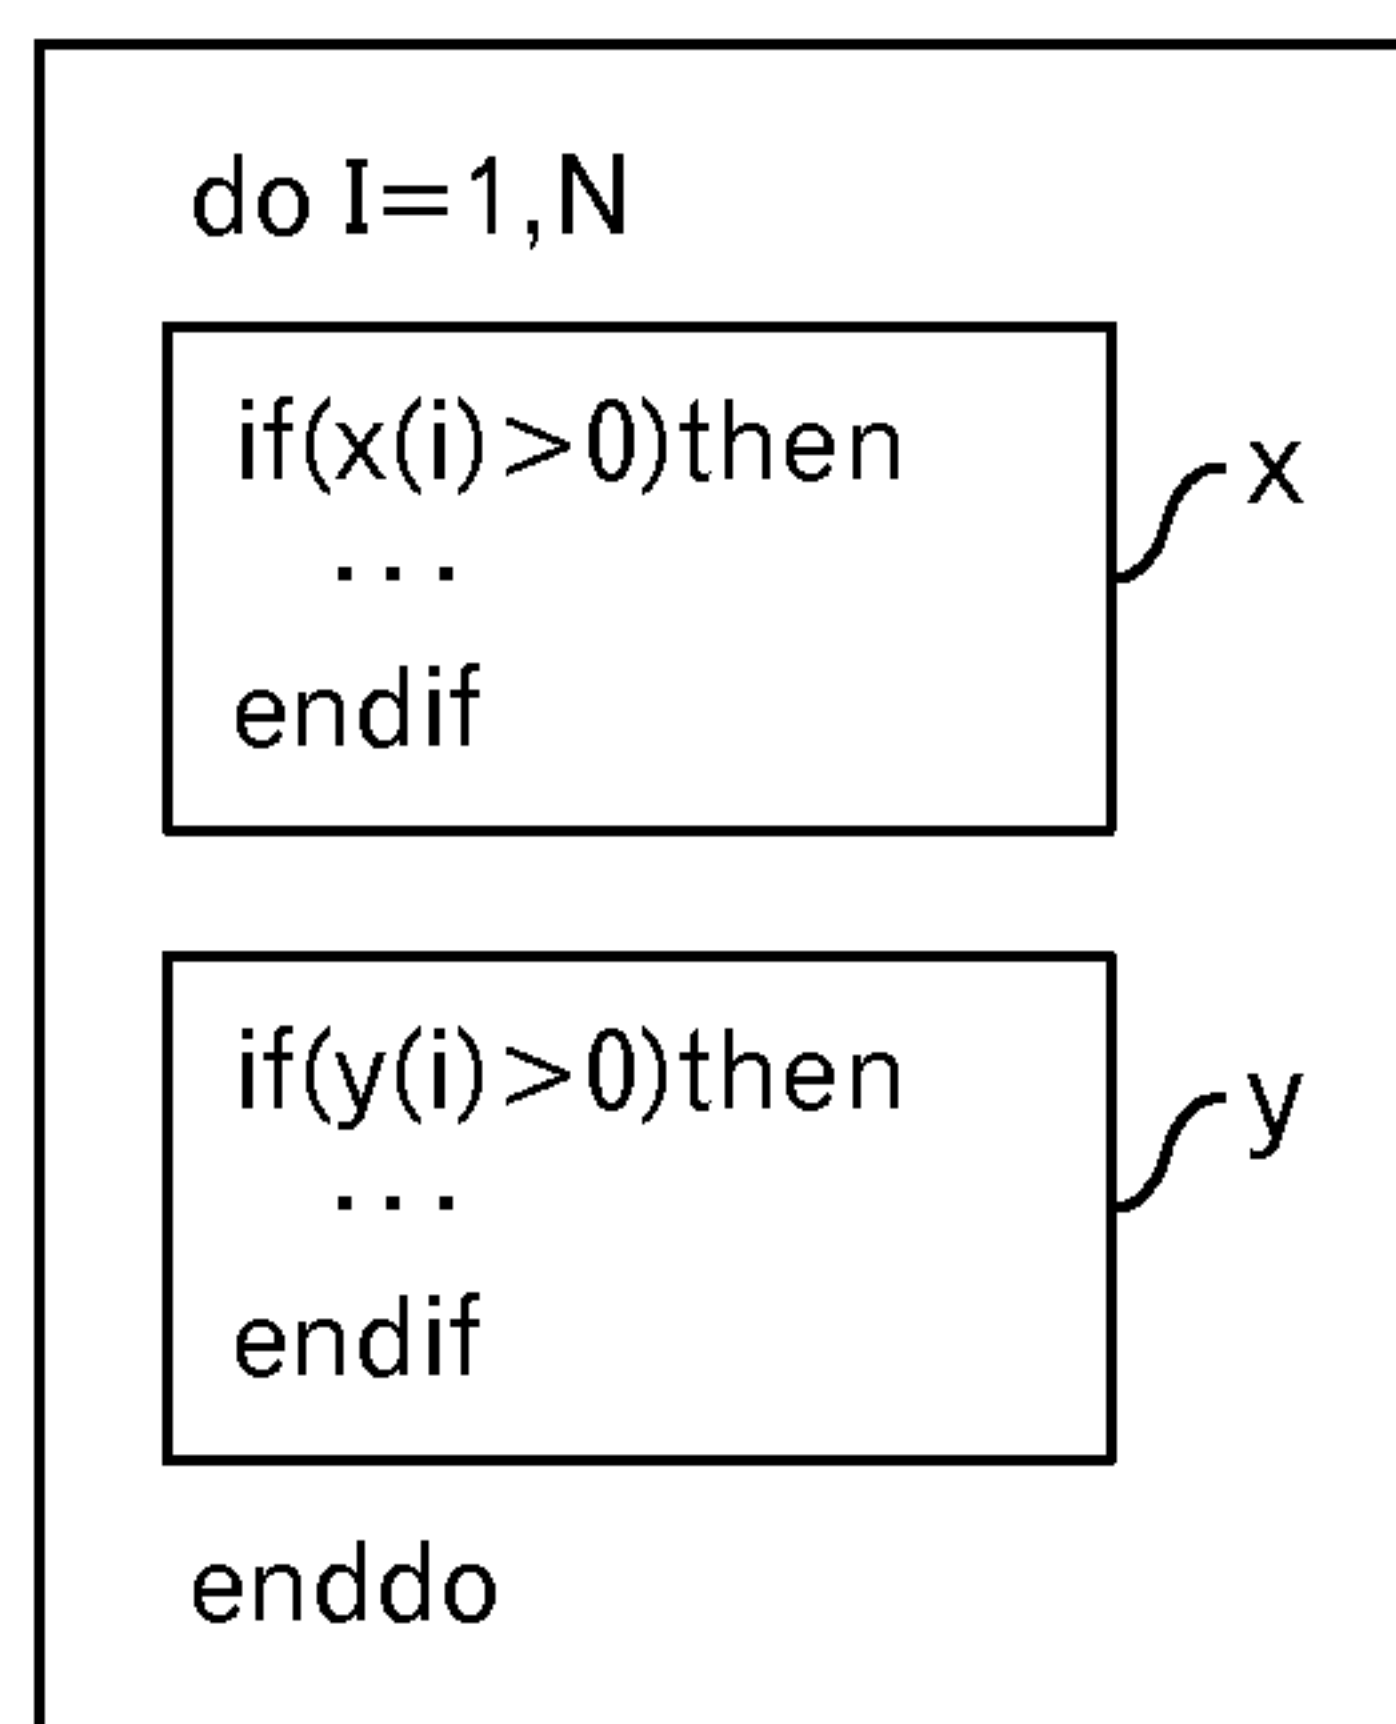 do I=1,N
if(x(i)>0)then
x
...
endif
if(y(i)>0)then
y
...
endif
enddo